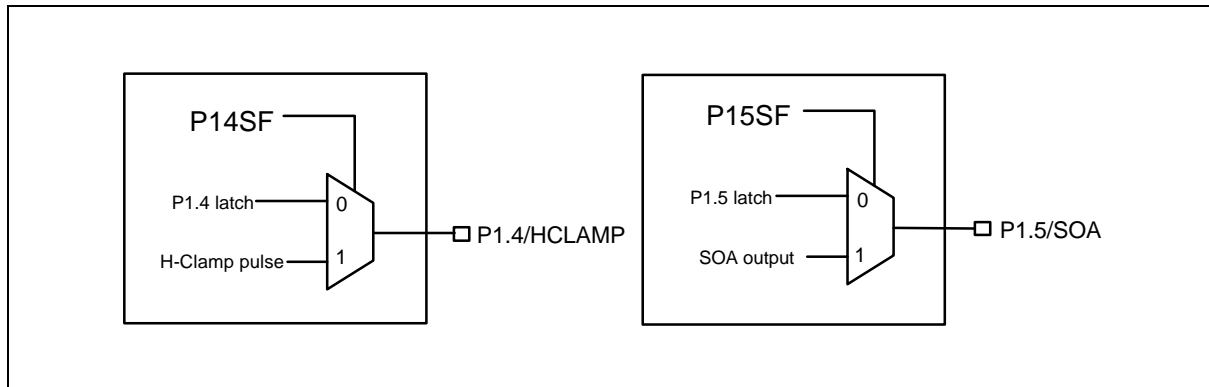 P14SF
P1.4 latch
0
H-Clamp pulse
1
P1.4/HCLAMP
P15SF
P1.5 latch
0
SOA output
1
P1.5/SOA